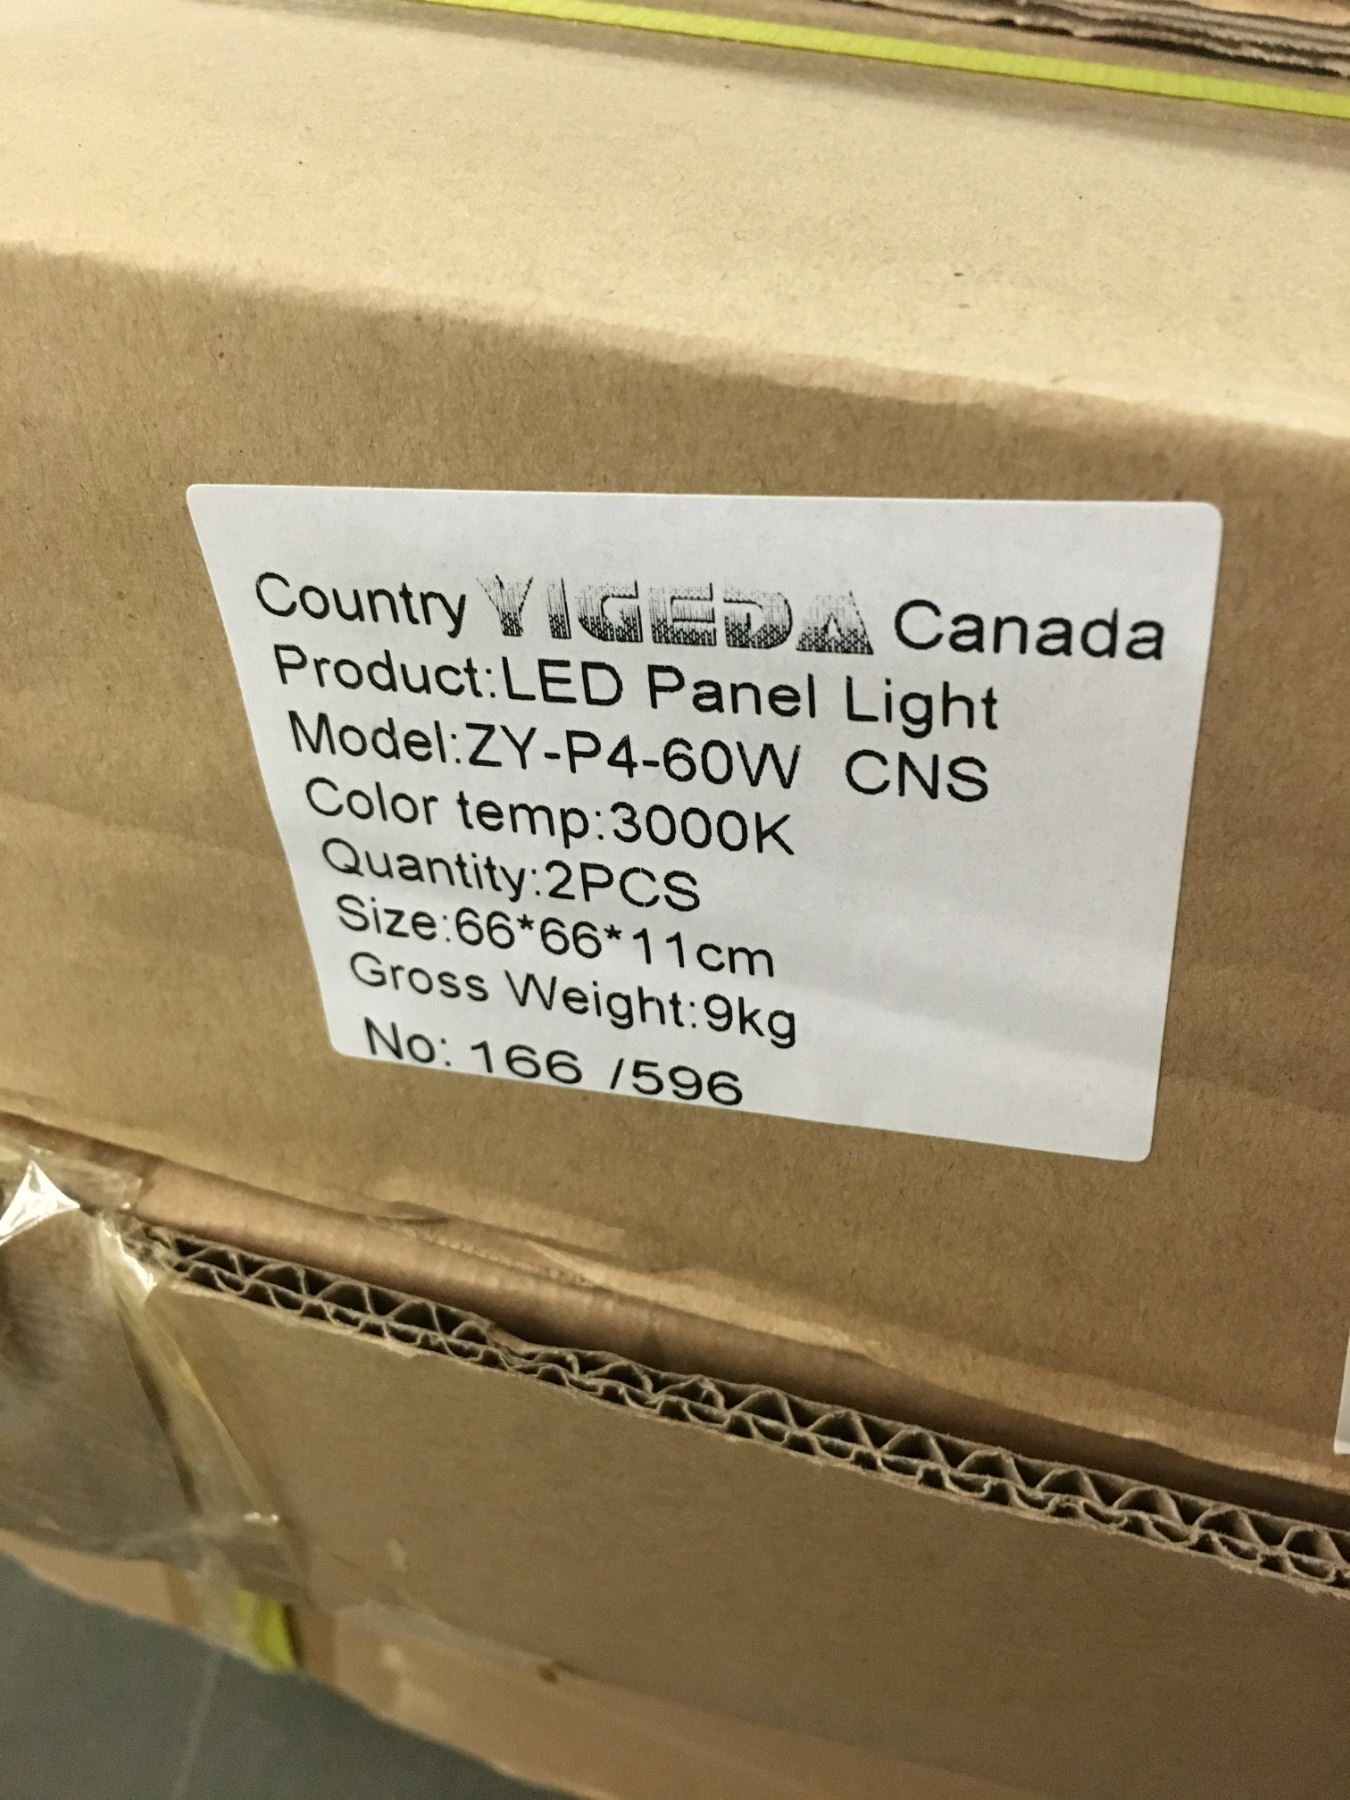 Country YIGEDA Canada
Product:LED Panel Light
Model:ZY-P4-60W CNS
Color temp:3000K
Quantity:2PCS
Size:66*66*11cm
Gross Weight:9kg
No: 166 /596